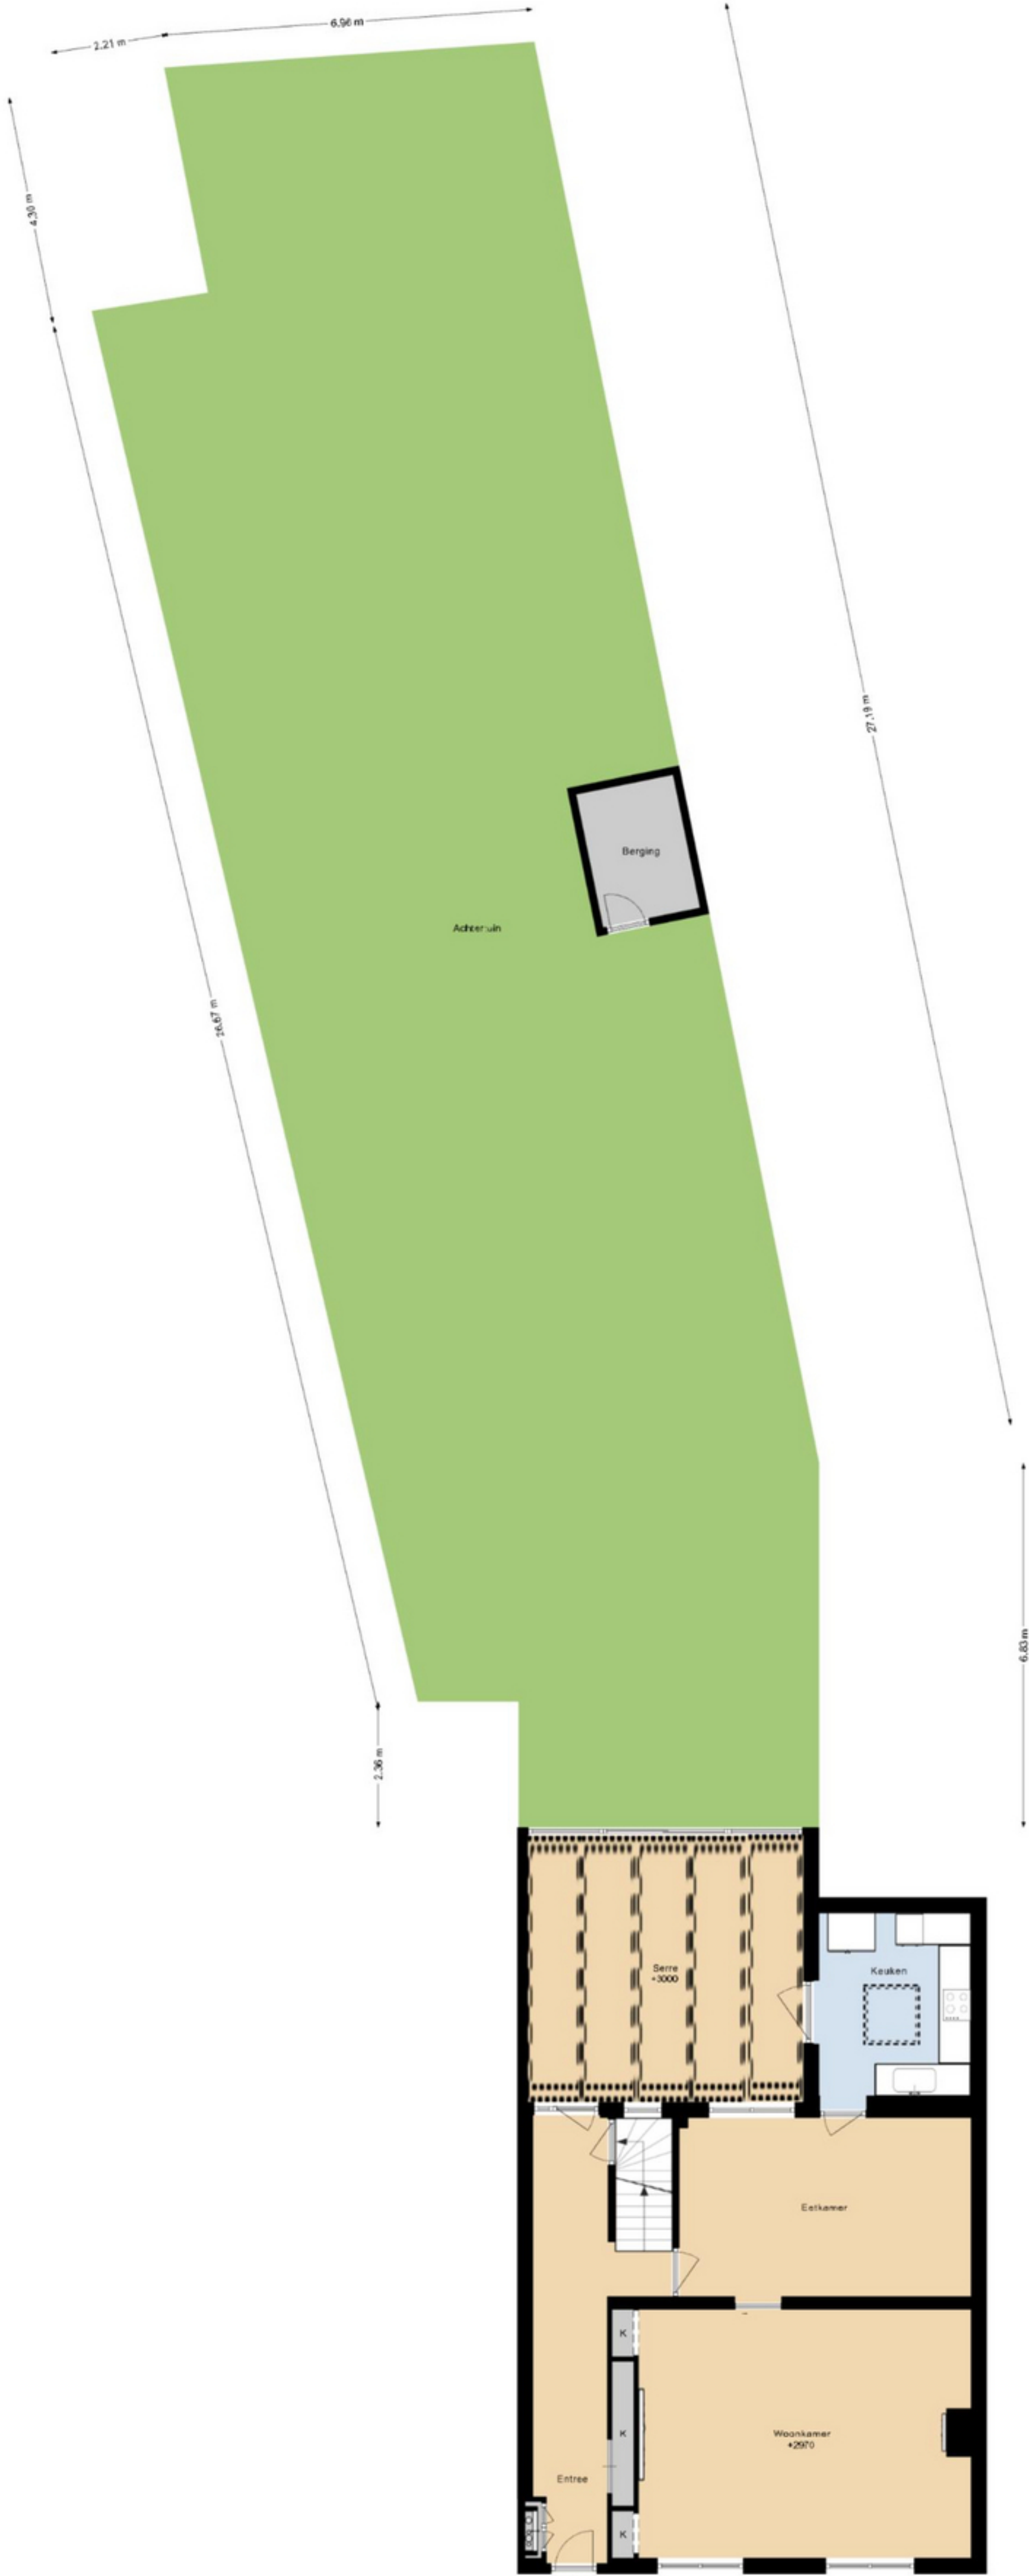 6.96 m
2.21 m
4.30 m
27.19 m
Berging
Achtertuin
26.67 m
6.83 m
2.36 m
Serre
+3000
Keuken
Eetkamer
K
K
Woonkamer
+2970
Entree
K